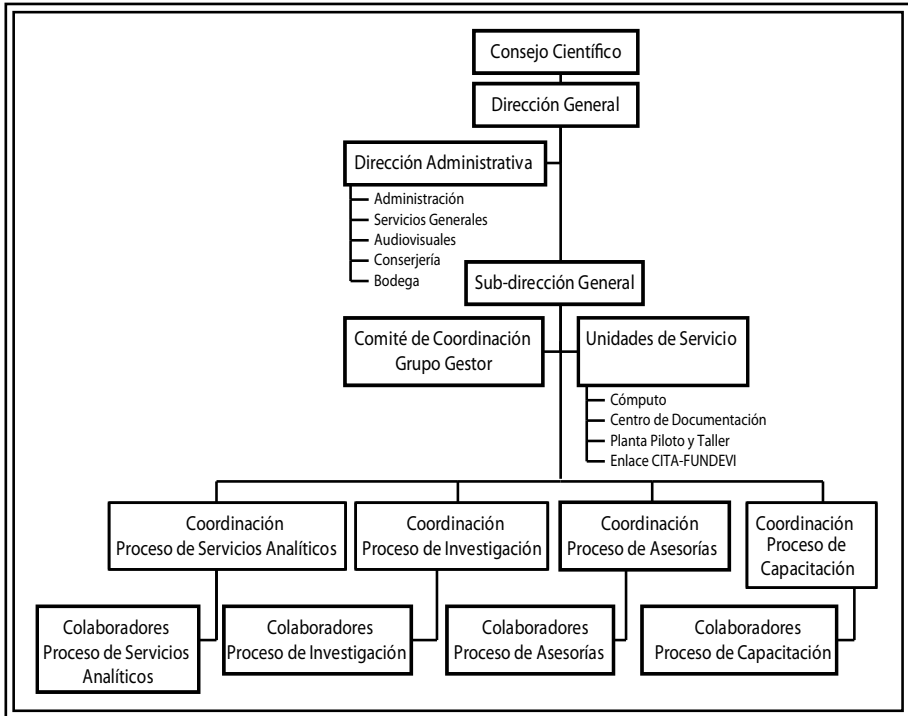 Consejo Científico
Dirección General
Dirección Administrativa
Administración
Servicios Generales
Audiovisuales
Conserjería
Bodega
Sub-dirección General
Comité de Coordinación
Grupo Gestor
Unidades de Servicio
Cómputo
Centro de Documentación
Planta Piloto y Taller
Enlace CITA-FUNDEVI
Coordinación
Proceso de Servicios Analíticos
Coordinación
Proceso de Investigación
Coordinación
Proceso de Asesorías
Coordinación
Proceso de
Capacitación
Colaboradores
Proceso de Servicios
Analíticos
Colaboradores
Proceso de Investigación
Colaboradores
Proceso de Asesorías
Colaboradores
Proceso de Capacitación